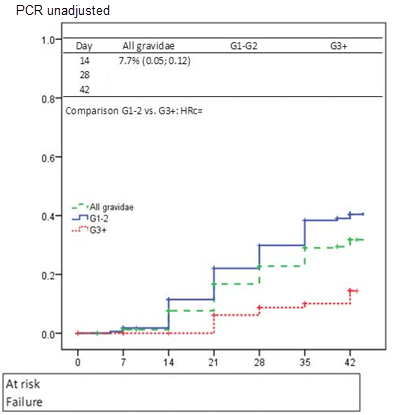 PCR unadjusted
1.0
Day All gravidae G1-G2 G3+
14 7.7% (0.05; 0.12)
28
42
0.8
Comparison G1-2 vs. G3+: HRc=
0.6
All gravidae
G1-2
G3+
0.4
0.2
0.0
0 7 14 21 28 35 42
At risk
Failure